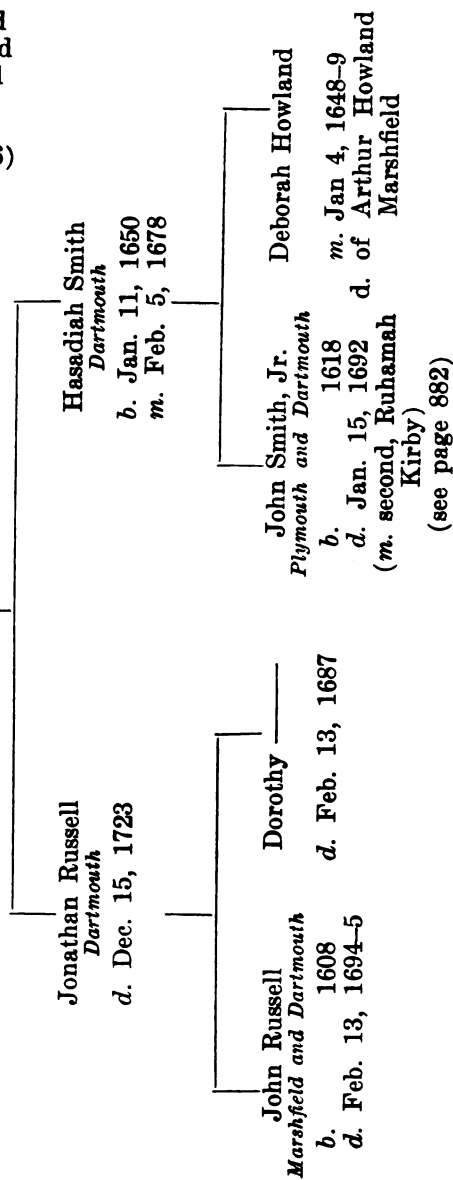 Jonathan Russell
Dartmouth
d. Dec. 15, 1723
Hasadiah Smith
Dartmouth
b. Jan. 11, 1650
m. Feb. 5, 1678
John Russell
Marshfield and Dartmouth
b. 1608
d. Feb. 13, 1694–5
Dorothy ———
d. Feb. 13, 1687
John Smith, Jr.
Plymouth and Dartmouth
b. 1618
d. Jan. 15, 1692
(m. second, Ruhamah
Kirby)
(see page 882)
Deborah Howland
m. Jan 4, 1648–9
d. of Arthur Howland
Marshfield